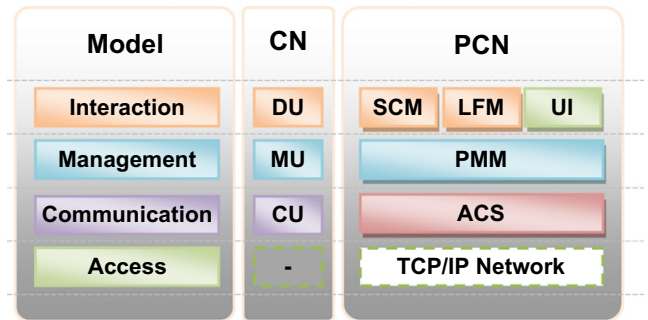 Model CN PCN
Interaction DU SCM LFM UI
Management MU PMM
Communication CU ACS
Access - TCP/IP Network